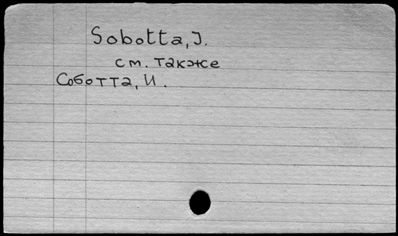 Sobotta, J.
см. также
Соботта, И.